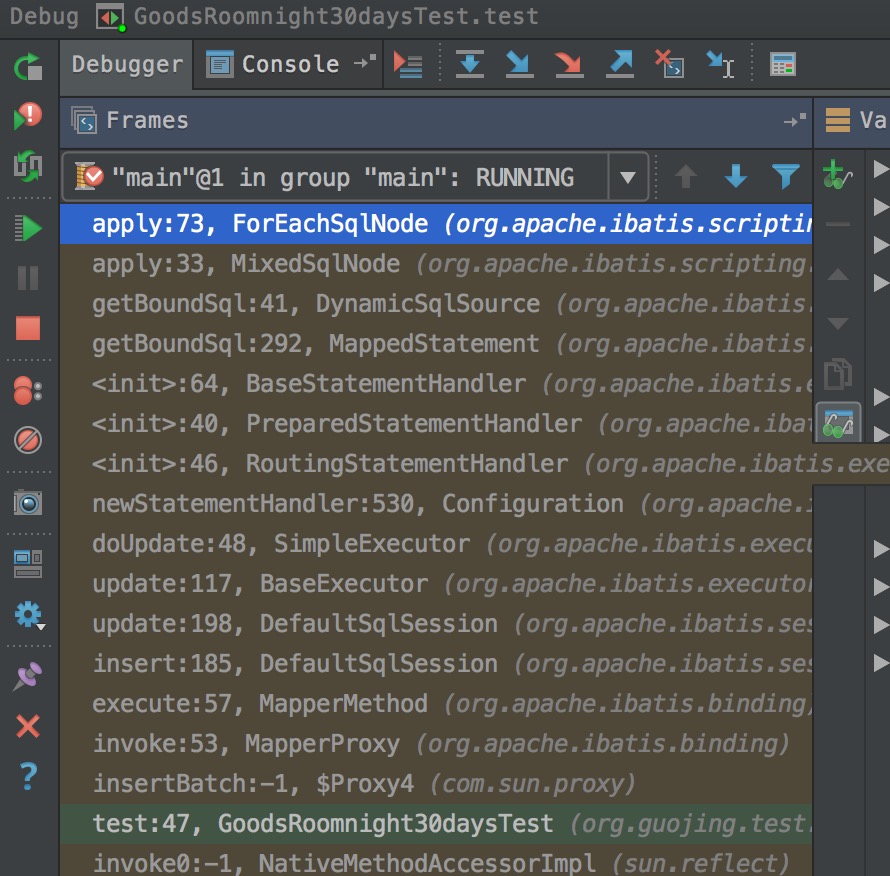 Debug GoodsRoomnight30daysTest.test
Debugger Console
Frames Va
"main"@1 in group "main": RUNNING
apply:73, ForEachSqlNode (org.apache.ibatis.scriptin
apply:33, MixedSqlNode (org.apache.ibatis.scripting.
getBoundSql:41, DynamicSqlSource (org.apache.ibatis.
getBoundSql:292, MappedStatement (org.apache.ibatis.
<init>:64, BaseStatementHandler (org.apache.ibatis.e
<init>:40, PreparedStatementHandler (org.apache.ibat
<init>:46, RoutingStatementHandler (org.apache.ibatis.exe
newStatementHandler:530, Configuration (org.apache.i
doUpdate:48, SimpleExecutor (org.apache.ibatis.execu
update:117, BaseExecutor (org.apache.ibatis.executor
update:198, DefaultSqlSession (org.apache.ibatis.ses
insert:185, DefaultSqlSession (org.apache.ibatis.ses
execute:57, MapperMethod (org.apache.ibatis.binding)
invoke:53, MapperProxy (org.apache.ibatis.binding)
insertBatch:-1, $Proxy4 (com.sun.proxy)
test:47, GoodsRoomnight30daysTest (org.guojing.test.
invoke0:-1, NativeMethodAccessorImpl (sun.reflect)